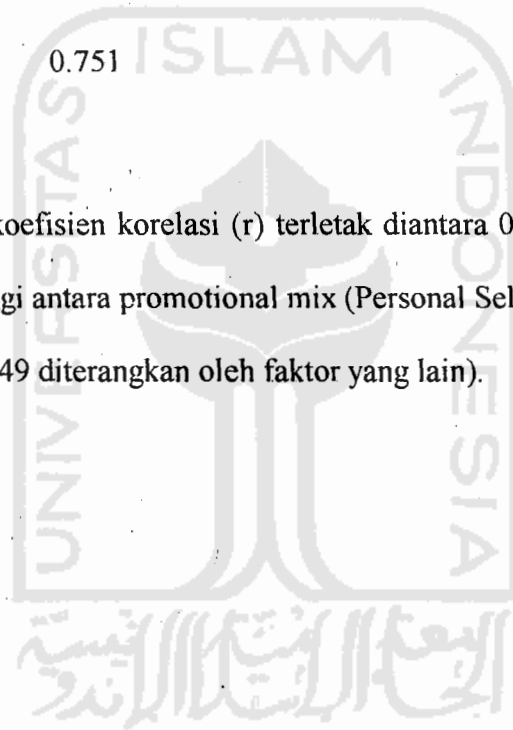 ISLAM
0.751
UNIVERSITAS
INDONESIA
koefisien korelasi (r) terletak diantara 0
gi antara promotional mix (Personal Sel
49 diterangkan oleh faktor yang lain).